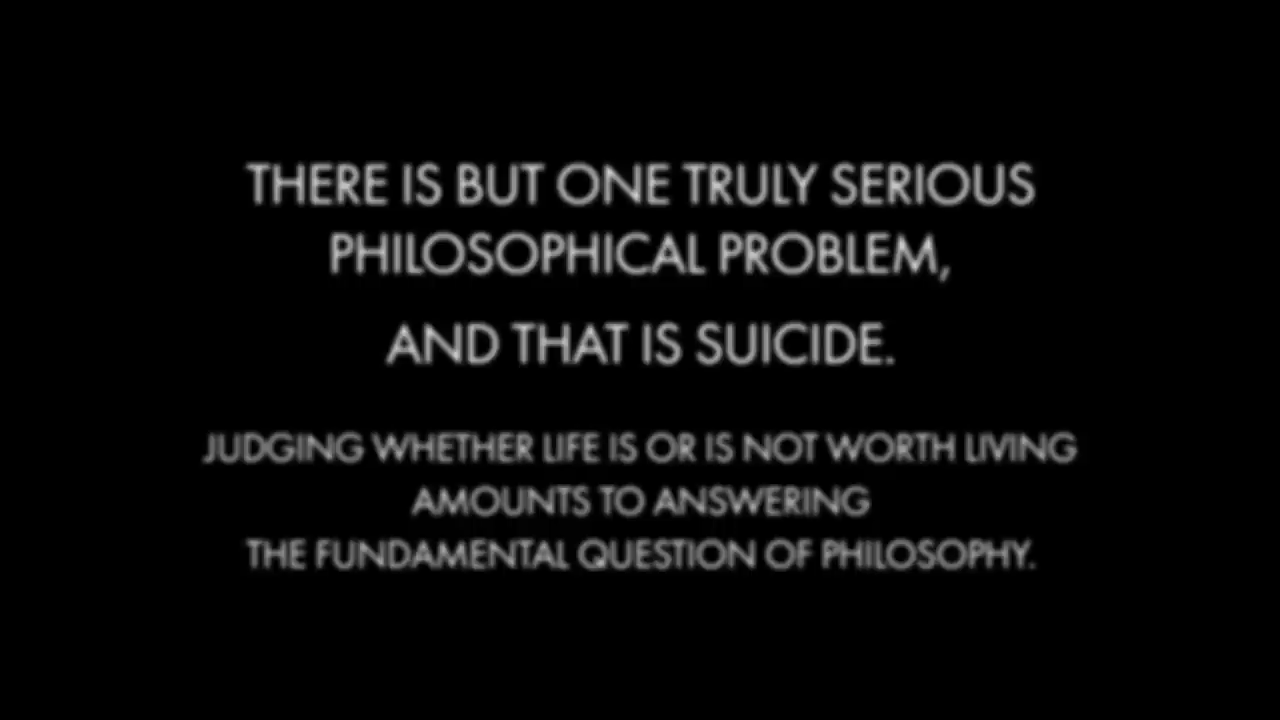 THERE IS BUT ONE TRULY SERIOUS
PHILOSOPHICAL PROBLEM,
AND THAT IS SUICIDE.
JUDGING WHETHER LIFE IS OR IS NOT WORTH LIVING
AMOUNTS TO ANSWERING
THE FUNDAMENTAL QUESTION OF PHILOSOPHY.